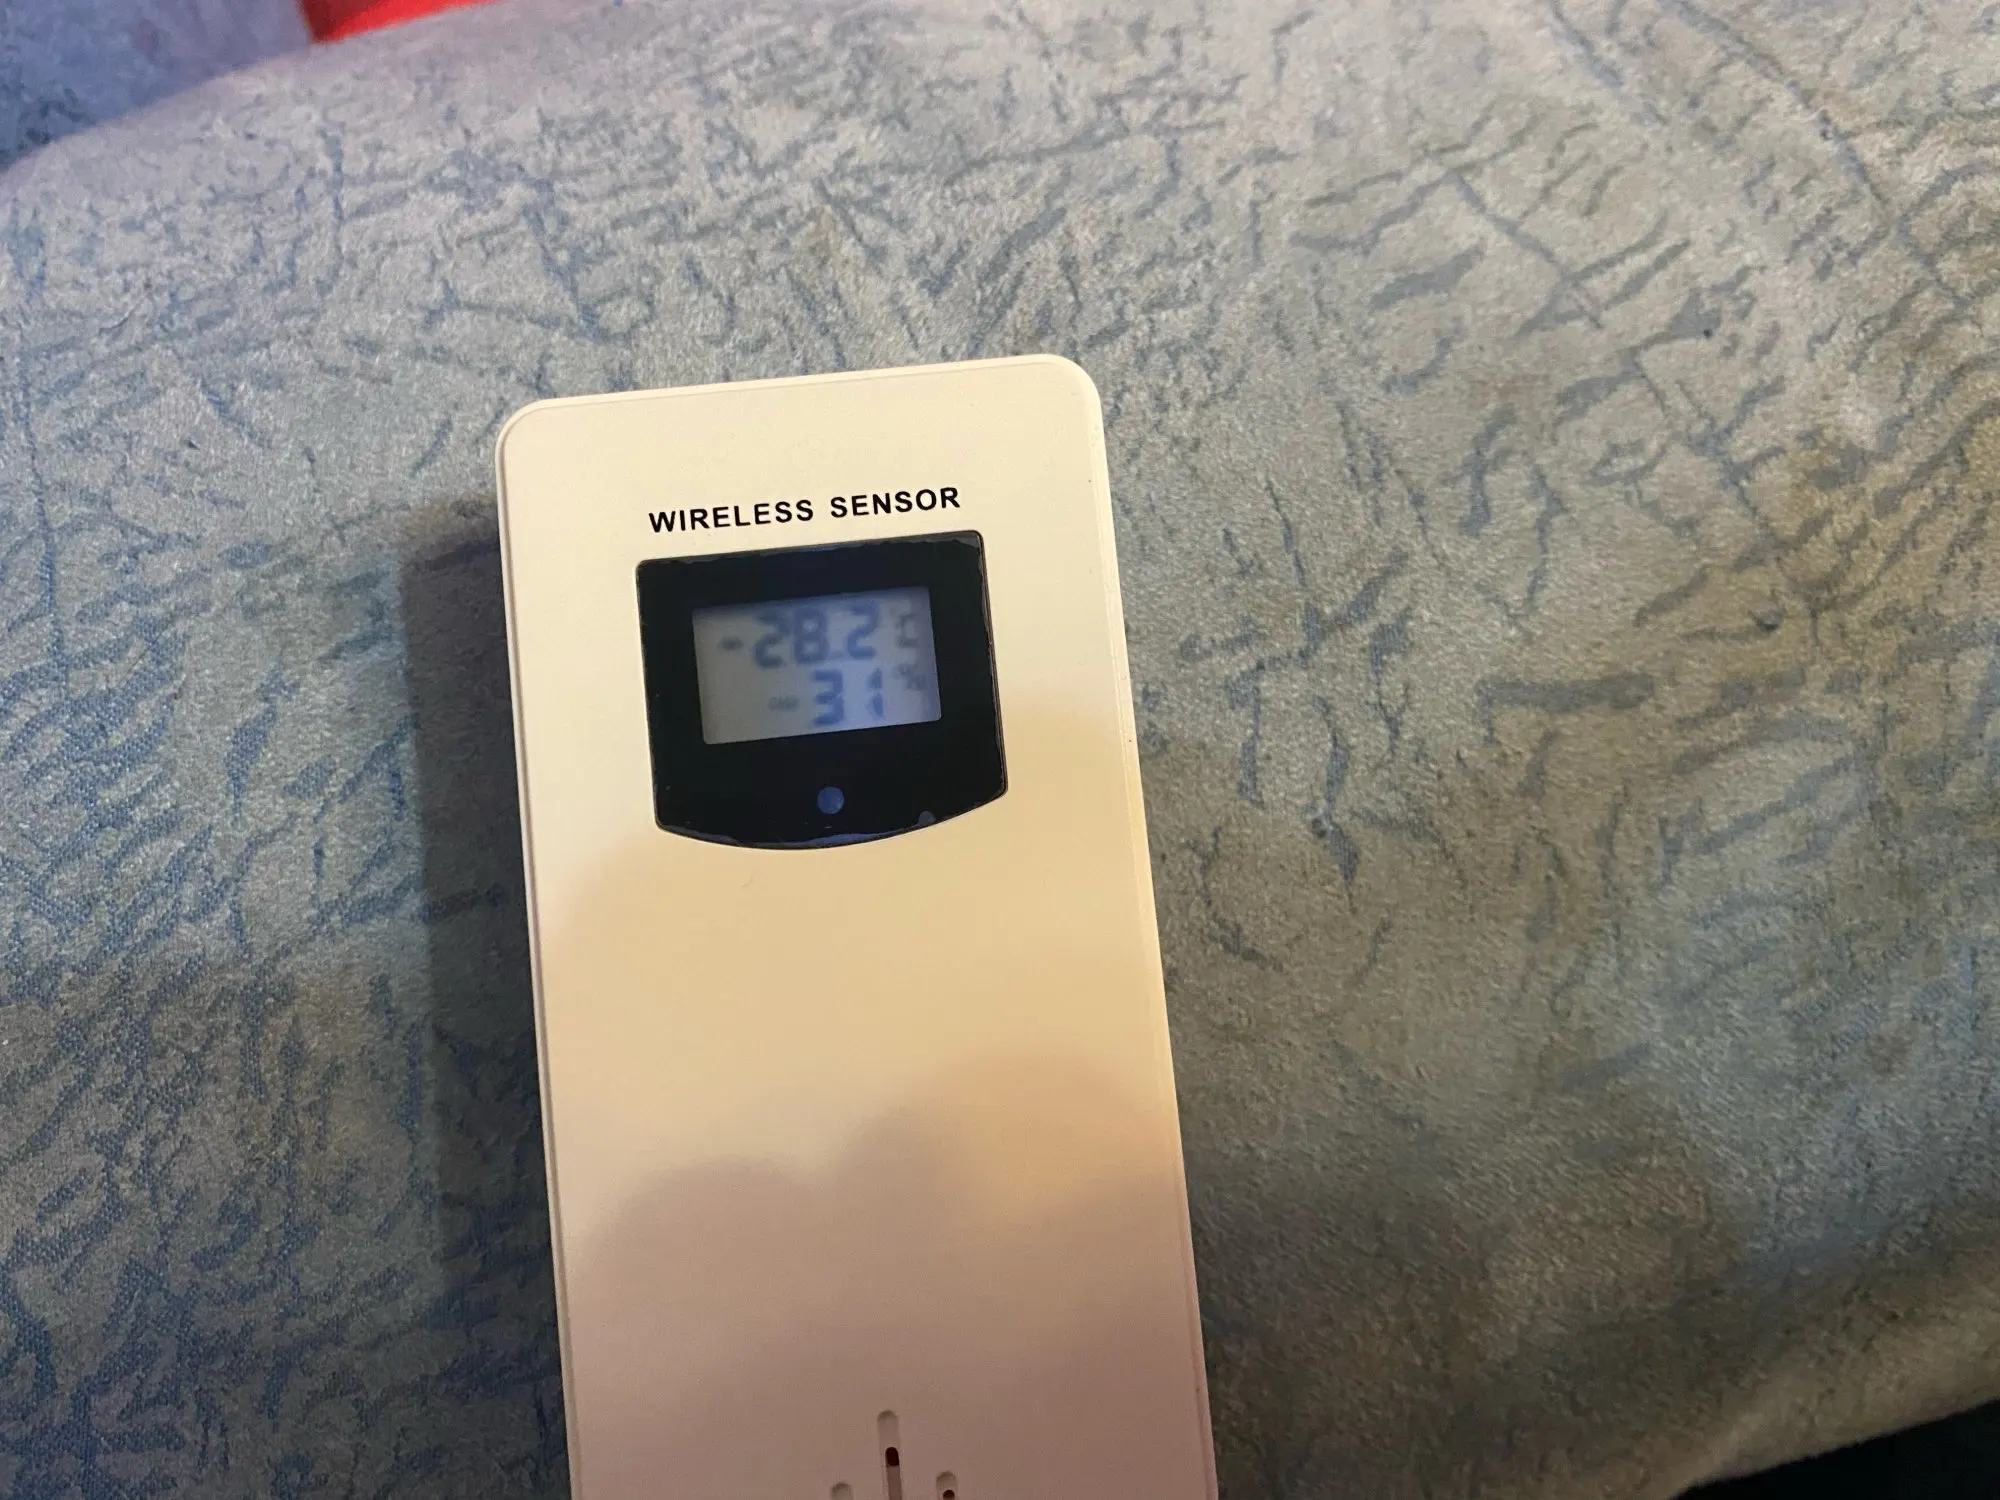 WIRELESS SENSOR
-28.2 °C
31 %